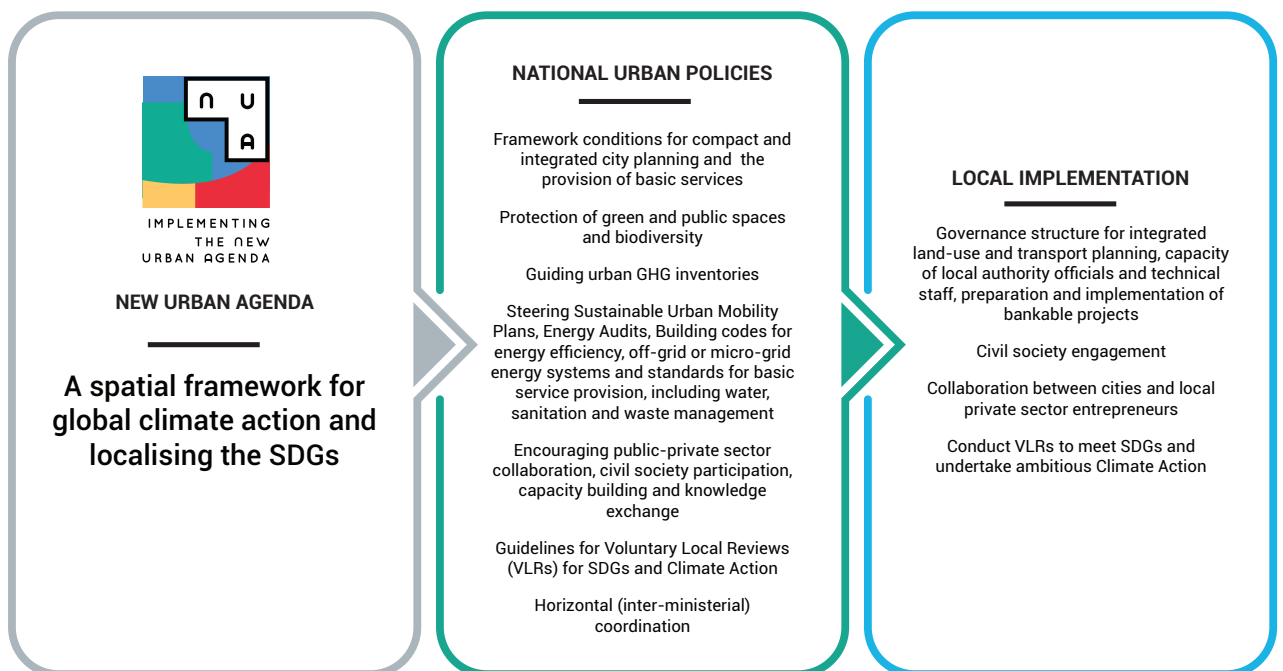 n U
A
IMPLEMENTING
THE NEW
URBAN AGENDA
NEW URBAN AGENDA
A spatial framework for
global climate action and
localising the SDGs
NATIONAL URBAN POLICIES
Framework conditions for compact and
integrated city planning and the
provision of basic services
Protection of green and public spaces
and biodiversity
Guiding urban GHG inventories
Steering Sustainable Urban Mobility
Plans, Energy Audits, Building codes for
energy efficiency, off-grid or micro-grid
energy systems and standards for basic
service provision, including water,
sanitation and waste management
Encouraging public-private sector
collaboration, civil society participation,
capacity building and knowledge
exchange
Guidelines for Voluntary Local Reviews
(VLRs) for SDGs and Climate Action
Horizontal (inter-ministerial)
coordination
LOCAL IMPLEMENTATION
Governance structure for integrated
land-use and transport planning, capacity
of local authority officials and technical
staff, preparation and implementation of
bankable projects
Civil society engagement
Collaboration between cities and local
private sector entrepreneurs
Conduct VLRs to meet SDGs and
undertake ambitious Climate Action